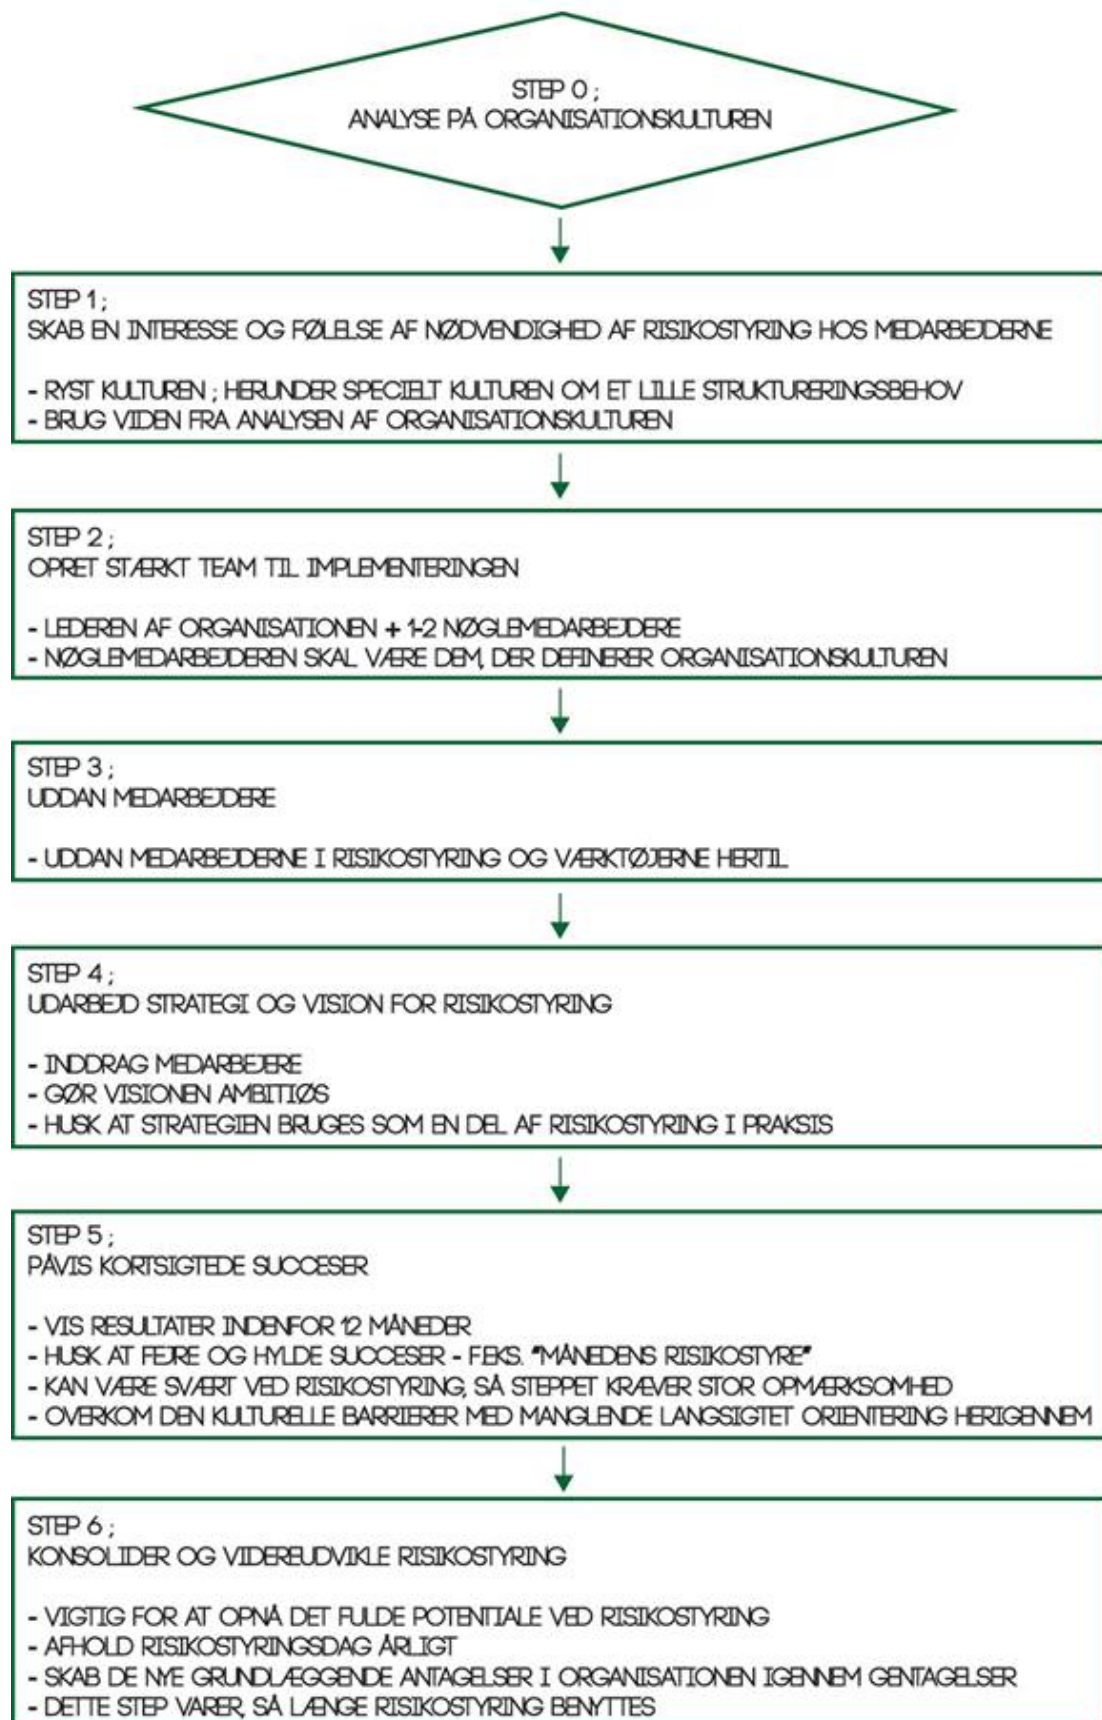 STEP 0 ;
ANALYSE PÅ ORGANISATIONSKULTUREN
STEP 1 ;
SKAB EN INTERESSE OG FØLELSE AF NØDVENDIGHED AF RISIKOSTYRING HOS MEDARBEJDERNE
- RYST KULTUREN ; HERUNDER SPECIELT KULTUREN OM ET LILLE STRUKTURERINGSBEHOV
- BRUG VIDEN FRA ANALYSEN AF ORGANISATIONSKULTUREN
STEP 2 ;
OPRET STÆRKT TEAM TIL IMPLEMENTERINGEN
- LEDEREN AF ORGANISATIONEN + 1-2 NØGLEMEDARBEJDERE
- NØGLEMEDARBEJDEREN SKAL VÆRE DEM, DER DEFINERER ORGANISATIONSKULTUREN
STEP 3 ;
UDDAN MEDARBEJDERE
- UDDAN MEDARBEJDERNE I RISIKOSTYRING OG VÆRKTØJERNE HERTIL
STEP 4 ;
UDARBEJD STRATEGI OG VISION FOR RISIKOSTYRING
- INDDRAG MEDARBEJERE
- GØR VISIONEN AMBITIØS
- HUSK AT STRATEGIEN BRUGES SOM EN DEL AF RISIKOSTYRING I PRAKSIS
STEP 5 ;
PÅVIS KORTSIGTEDE SUCCESER
- VIS RESULTATER INDENFOR 12 MÅNEDER
- HUSK AT FEJRE OG HYLDE SUCCESER - F.EKS. "MÅNEDENS RISIKOSTYRE"
- KAN VÆRE SVÆRT VED RISIKOSTYRING, SÅ STEPPET KRÆVER STOR OPMÆRKSOMHED
- OVERKOM DEN KULTURELLE BARRIERER MED MANGLENDE LANGSIGTET ORIENTERING HERIGENNEM
STEP 6 ;
KONSOLIDER OG VIDEREUDVIKLE RISIKOSTYRING
- VIGTIG FOR AT OPNÅ DET FULDE POTENTIALE VED RISIKOSTYRING
- AFHOLD RISIKOSTYRINGSDAG ÅRLIGT
- SKAB DE NYE GRUNDLÆGGENDE ANTAGELSER I ORGANISATIONEN IGENNEM GENTAGELSER
- DETTE STEP VARER, SÅ LÆNGE RISIKOSTYRING BENYTTES